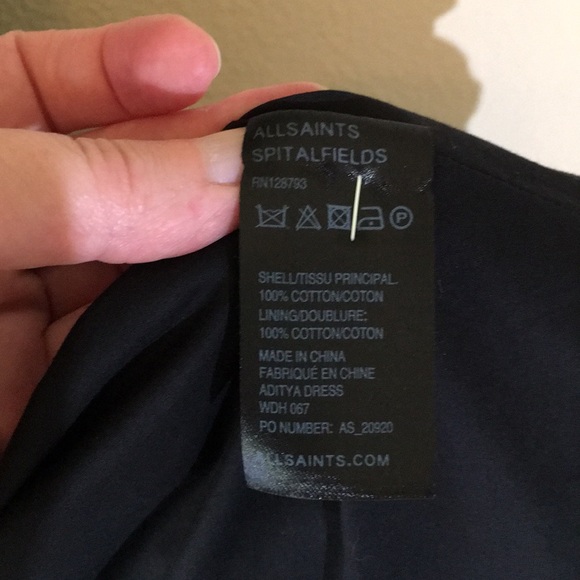 ALLSAINTS
SPITALFIELDS
RN128793
P
SHELL/TISSU PRINCIPAL:
100% COTTON/COTON
LINING/DOUBLURE:
100% COTTON/COTON
MADE IN CHINA
FABRIQUÉ EN CHINE
ADITYA DRESS
WDH 067
PO NUMBER: AS_20920
ALLSAINTS.COM